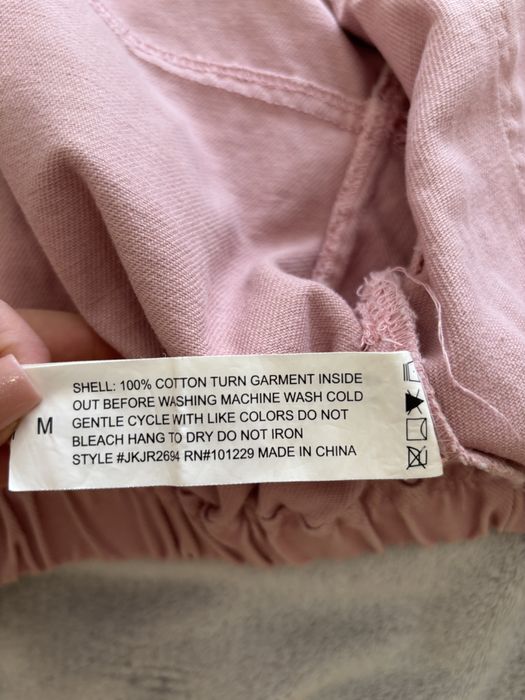 M
SHELL: 100% COTTON TURN GARMENT INSIDE
OUT BEFORE WASHING MACHINE WASH COLD
GENTLE CYCLE WITH LIKE COLORS DO NOT
BLEACH HANG TO DRY DO NOT IRON
STYLE #JKJR2694 RN#101229 MADE IN CHINA